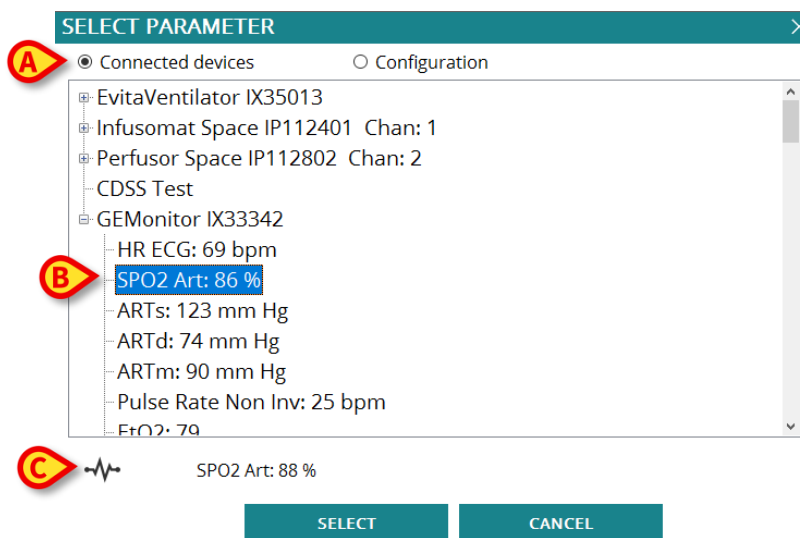 SELECT PARAMETER
A
Connected devices Configuration
EvitaVentilator IX35013
Infusomat Space IP112401 Chan: 1
Perfusor Space IP112802 Chan: 2
CDSS Test
GEMonitor IX33342
HR ECG: 69 bpm
B
SPO2 Art: 86 %
ARTs: 123 mm Hg
ARTd: 74 mm Hg
ARTm: 90 mm Hg
Pulse Rate Non Inv: 25 bpm
EtO2: 79
C
SPO2 Art: 88 %
SELECT CANCEL